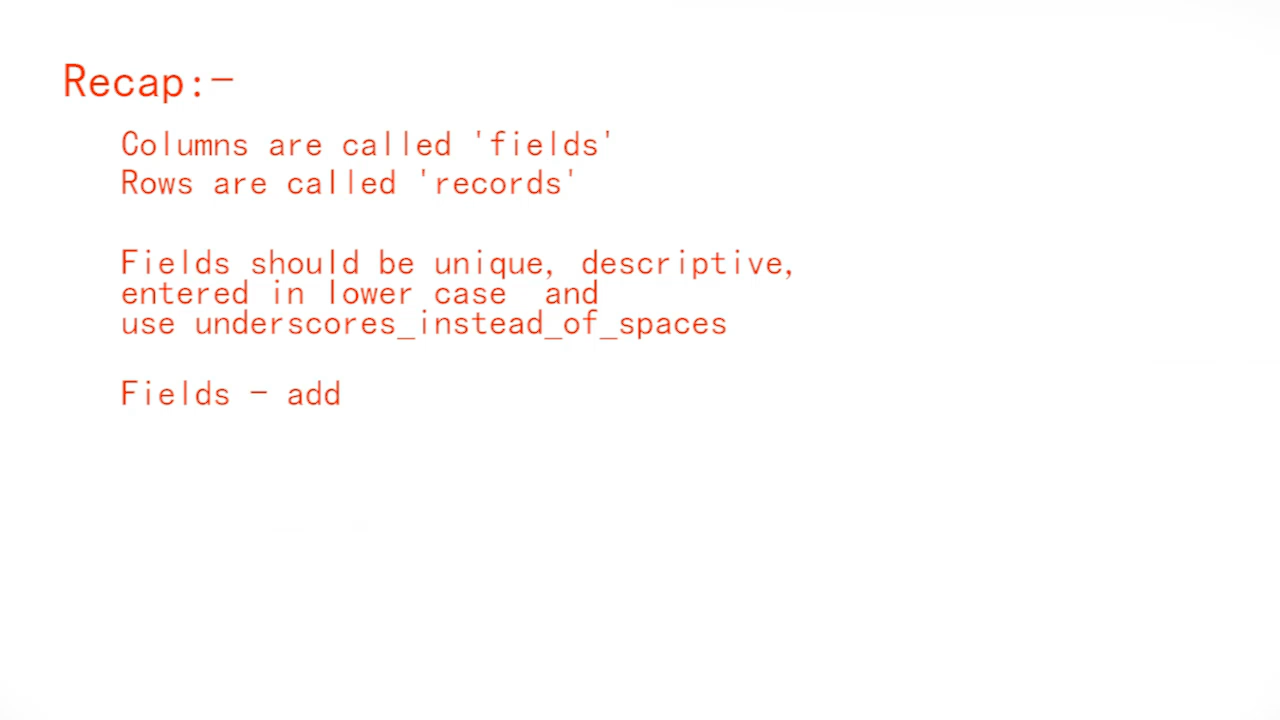 Recap:-
Columns are called 'fields'
Rows are called 'records'
Fields should be unique, descriptive,
entered in lower case  and
use underscores_instead_of_spaces
Fields - add